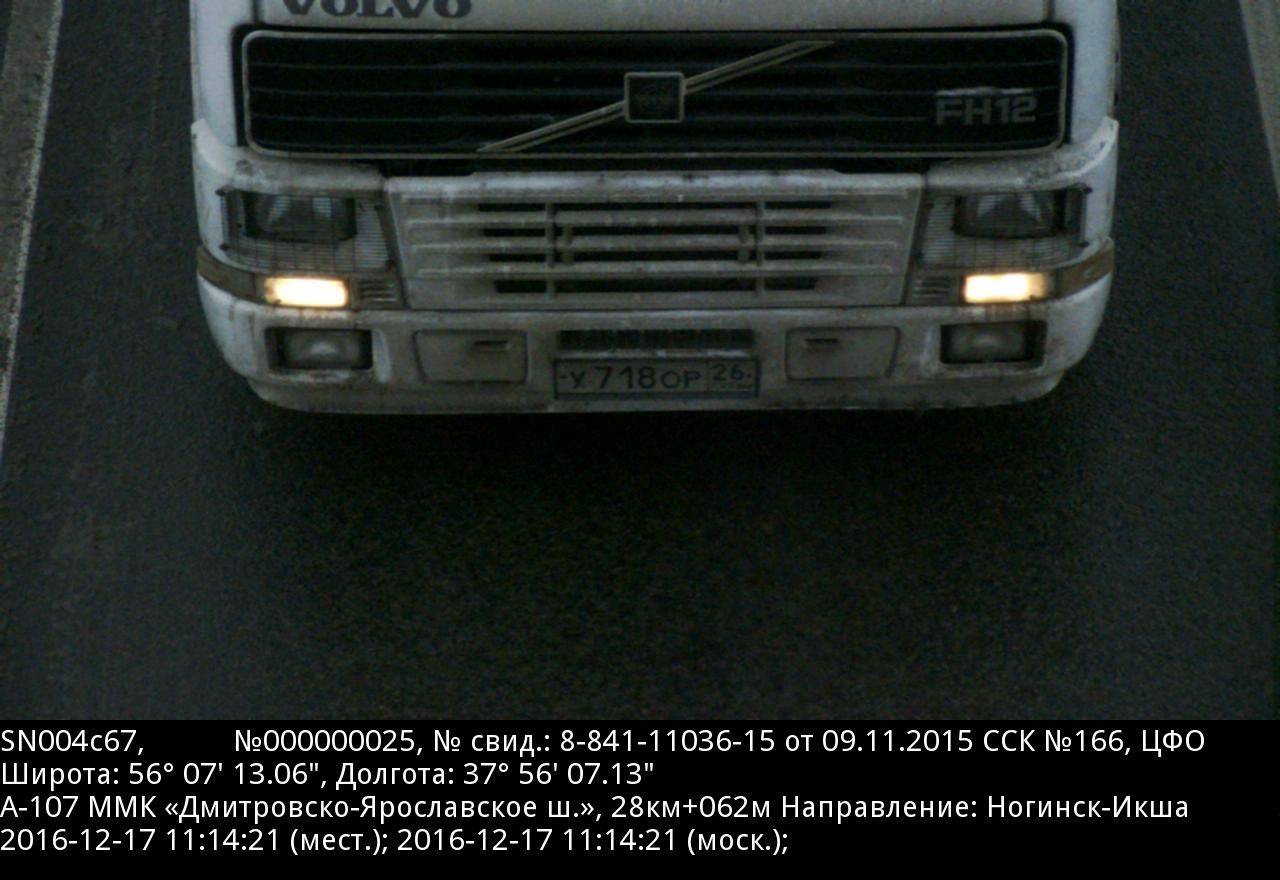 VOLVO
FH12
Х718ОР 26
SN004c67, №000000025, № свид.: 8-841-11036-15 от 09.11.2015 ССК №166, ЦФО
Широта: 56° 07' 13.06", Долгота: 37° 56' 07.13"
А-107 ММК «Дмитровско-Ярославское ш.», 28км+062м Направление: Ногинск-Икша
2016-12-17 11:14:21 (мест.); 2016-12-17 11:14:21 (моск.);